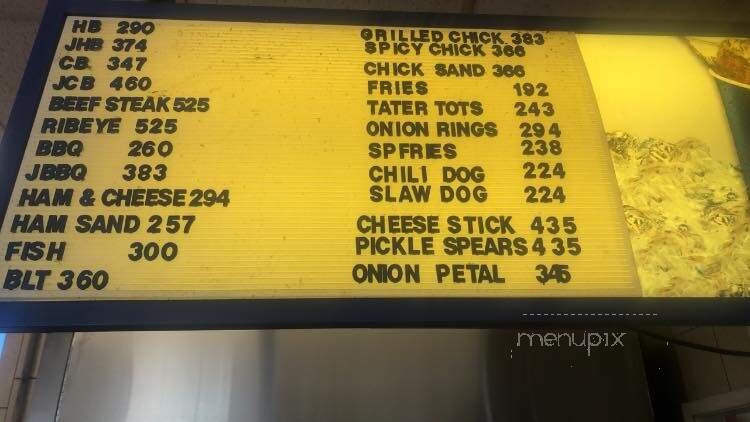 HB 290
JHB 374
CB 347
JCB 460
BEEF STEAK 525
RIBEYE 525
BBQ 260
JBBQ 383
HAM & CHEESE 294
HAM SAND 257
FISH 300
BLT 360
GRILLED CHICK 383
SPICY CHICK 366
CHICK SAND 366
FRIES 192
TATER TOTS 243
ONION RINGS 294
SP FRIES 238
CHILI DOG 224
SLAW DOG 224
CHEESE STICK 435
PICKLE SPEARS 435
ONION PETAL 345
menupix